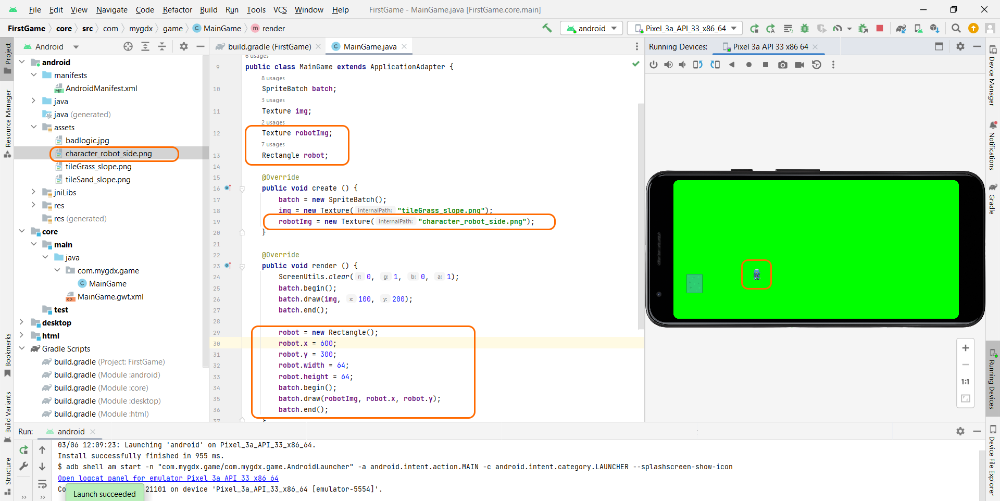 File Edit View Navigate Code Refactor Build Run Tools VCS Window Help FirstGame - MainGame.java [FirstGame.core.main]
FirstGame core src com mygdx game MainGame render android Pixel_3a_API_33_x86_64
Project
Resource Manager
Bookmarks
Build Variants
Structure
Android
android
manifests
AndroidManifest.xml
java
java (generated)
assets
badlogic.jpg
character_robot_side.png
tileGrass_slope.png
tileSand_slope.png
jniLibs
res
res (generated)
core
main
java
com.mygdx.game
MainGame
MainGame.gwt.xml
test
desktop
html
Gradle Scripts
build.gradle (Project: FirstGame)
build.gradle (Module :android)
build.gradle (Module :core)
build.gradle (Module :desktop)
build.gradle (Module :html)
build.gradle (FirstGame) MainGame.java
6 usages
9 public class MainGame extends ApplicationAdapter {
8 usages
10 SpriteBatch batch;
3 usages
11 Texture img;
2 usages
12 Texture robotImg;
7 usages
13 Rectangle robot;
14
15 @Override
16 public void create () {
17 batch = new SpriteBatch();
18 img = new Texture( internalPath: "tileGrass_slope.png");
19 robotImg = new Texture( internalPath: "character_robot_side.png");
20 }
21
22 @Override
23 public void render () {
24 ScreenUtils.clear( r: 0, g: 1, b: 0, a: 1);
25 batch.begin();
26 batch.draw(img, x: 100, y: 200);
27 batch.end();
28
29 robot = new Rectangle();
30 robot.x = 600;
31 robot.y = 300;
32 robot.width = 64;
33 robot.height = 64;
34 batch.begin();
35 batch.draw(robotImg, robot.x, robot.y);
36 batch.end();
37 }
Running Devices: Pixel 3a API 33 x86 64
1:1
Device Manager
Notifications
Gradle
Running Devices
Device File Explorer
Run: android
03/06 12:09:23: Launching 'android' on Pixel_3a_API_33_x86_64.
Install successfully finished in 955 ms.
$ adb shell am start -n "com.mygdx.game/com.mygdx.game.AndroidLauncher" -a android.intent.action.MAIN -c android.intent.category.LAUNCHER --splashscreen-show-icon
Open logcat panel for emulator Pixel 3a API 33 x86 64
Co 21101 on device 'Pixel_3a_API_33_x86_64 [emulator-5554]'.
Launch succeeded